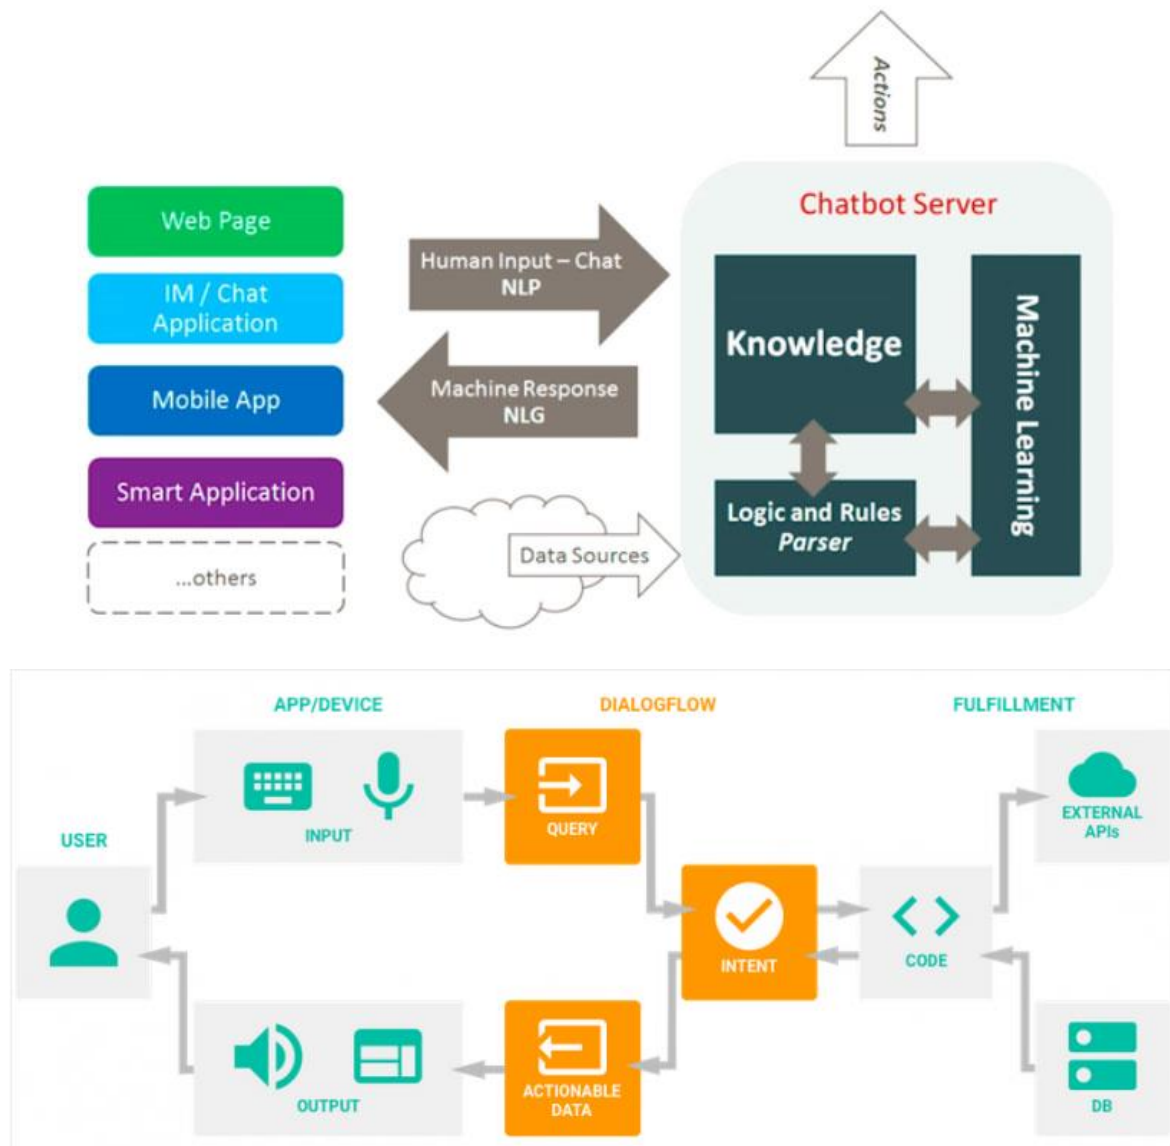 Actions
Chatbot Server
Web Page
IM / Chat
Application
Mobile App
Smart Application
...others
Human Input – Chat
NLP
Machine Response
NLG
Data Sources
Knowledge
Logic and Rules
Parser
Machine Learning
APP/DEVICE
DIALOGFLOW
FULFILLMENT
INPUT
QUERY
EXTERNAL
APIs
USER
INTENT
CODE
OUTPUT
ACTIONABLE
DATA
DB